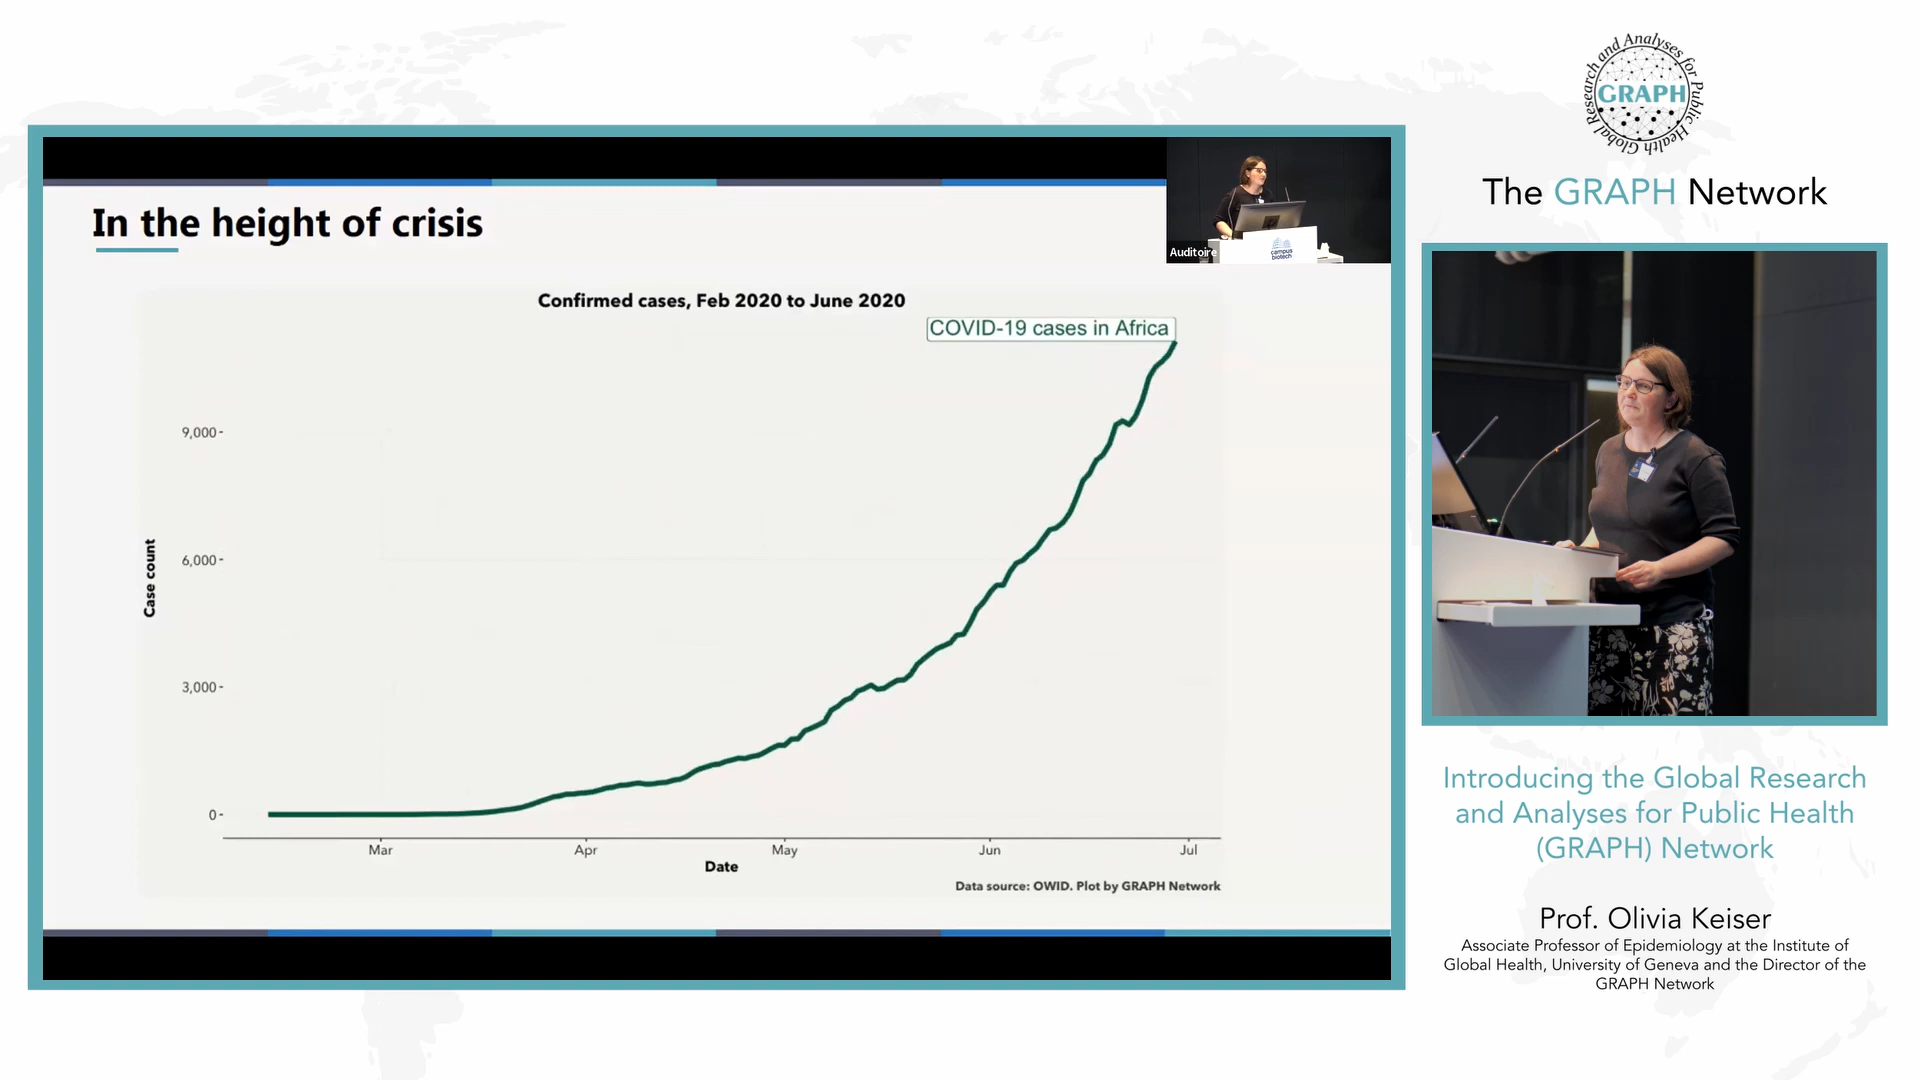 In the height of crisis
Auditoire
campus
biotech
Confirmed cases, Feb 2020 to June 2020
COVID-19 cases in Africa
9,000
6,000
3,000
0
Case count
Mar
Apr
May
Jun
Jul
Date
Data source: OWID. Plot by GRAPH Network
Global Research and Analyses for Public Health
GRAPH
The GRAPH Network
Introducing the Global Research
and Analyses for Public Health
(GRAPH) Network
Prof. Olivia Keiser
Associate Professor of Epidemiology at the Institute of
Global Health, University of Geneva and the Director of the
GRAPH Network